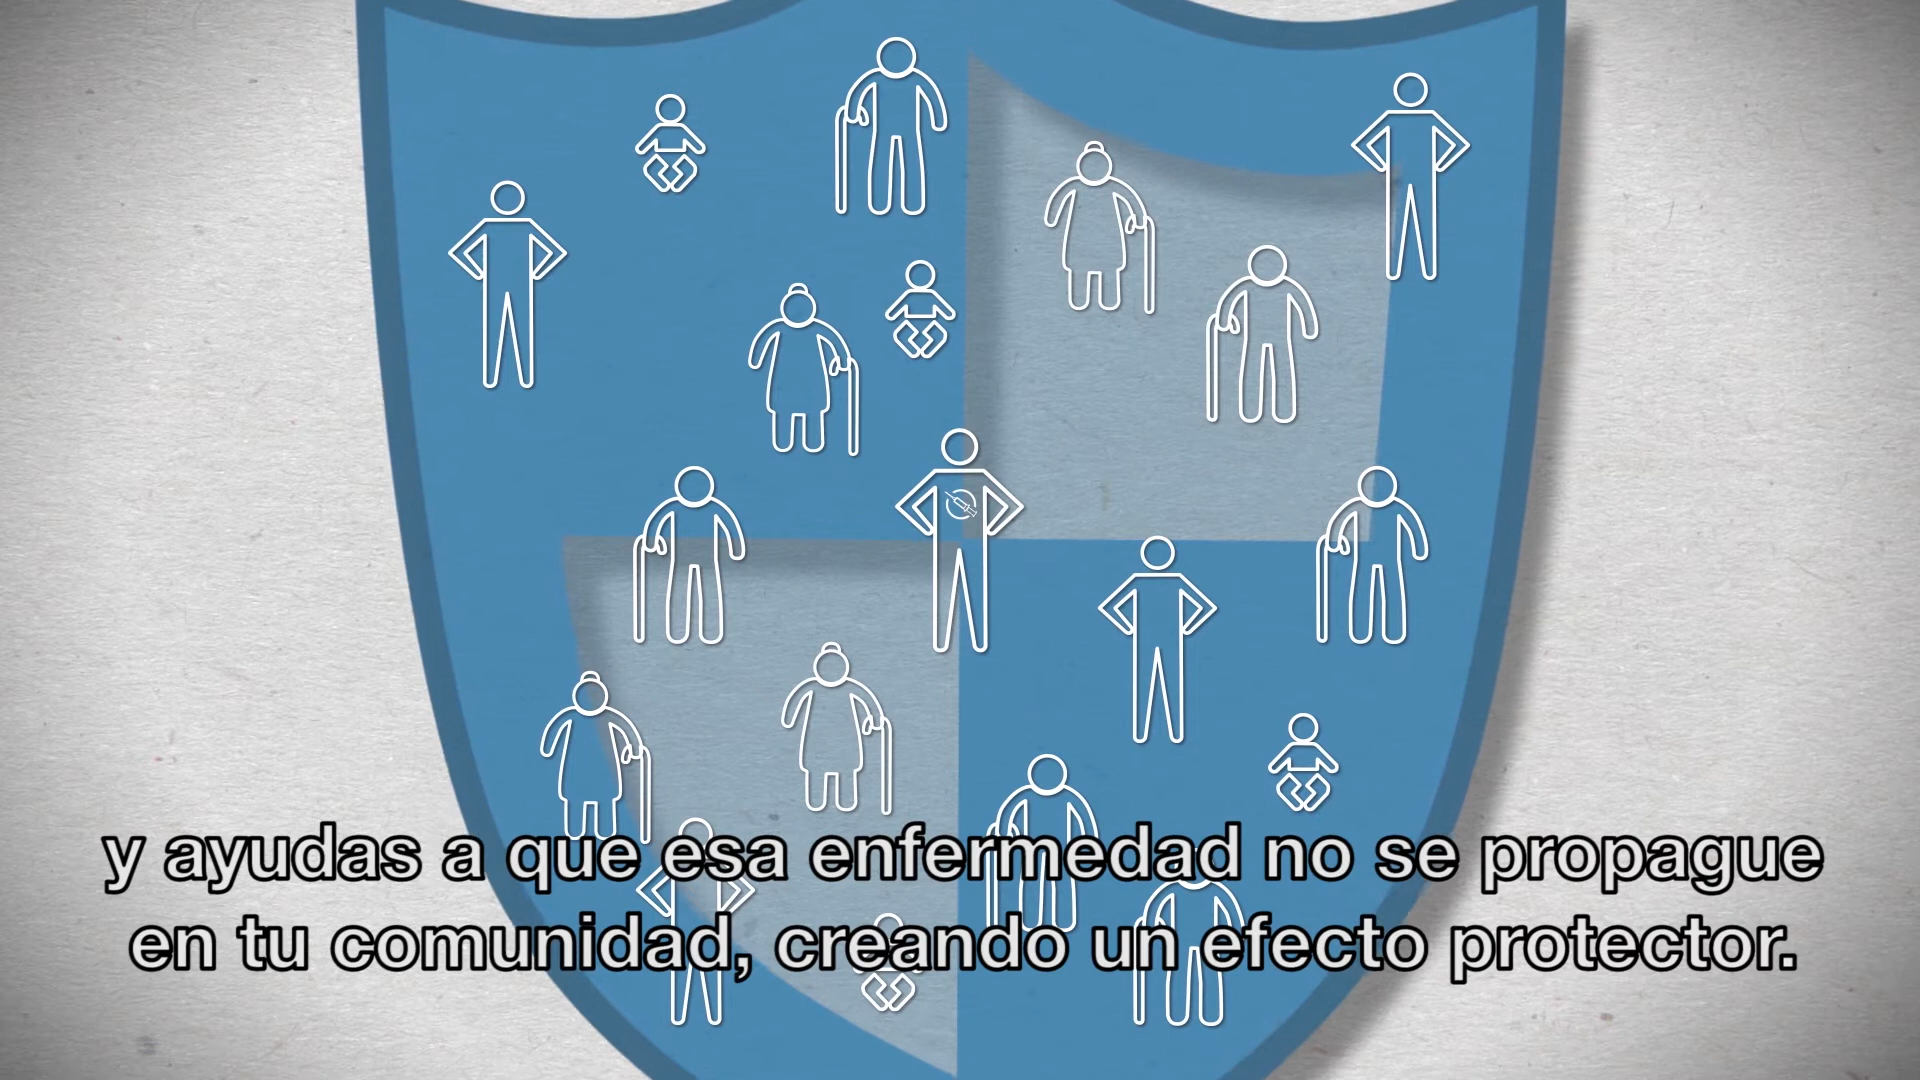 y ayudas a que esa enfermedad no se propague
en tu comunidad, creando un efecto protector.